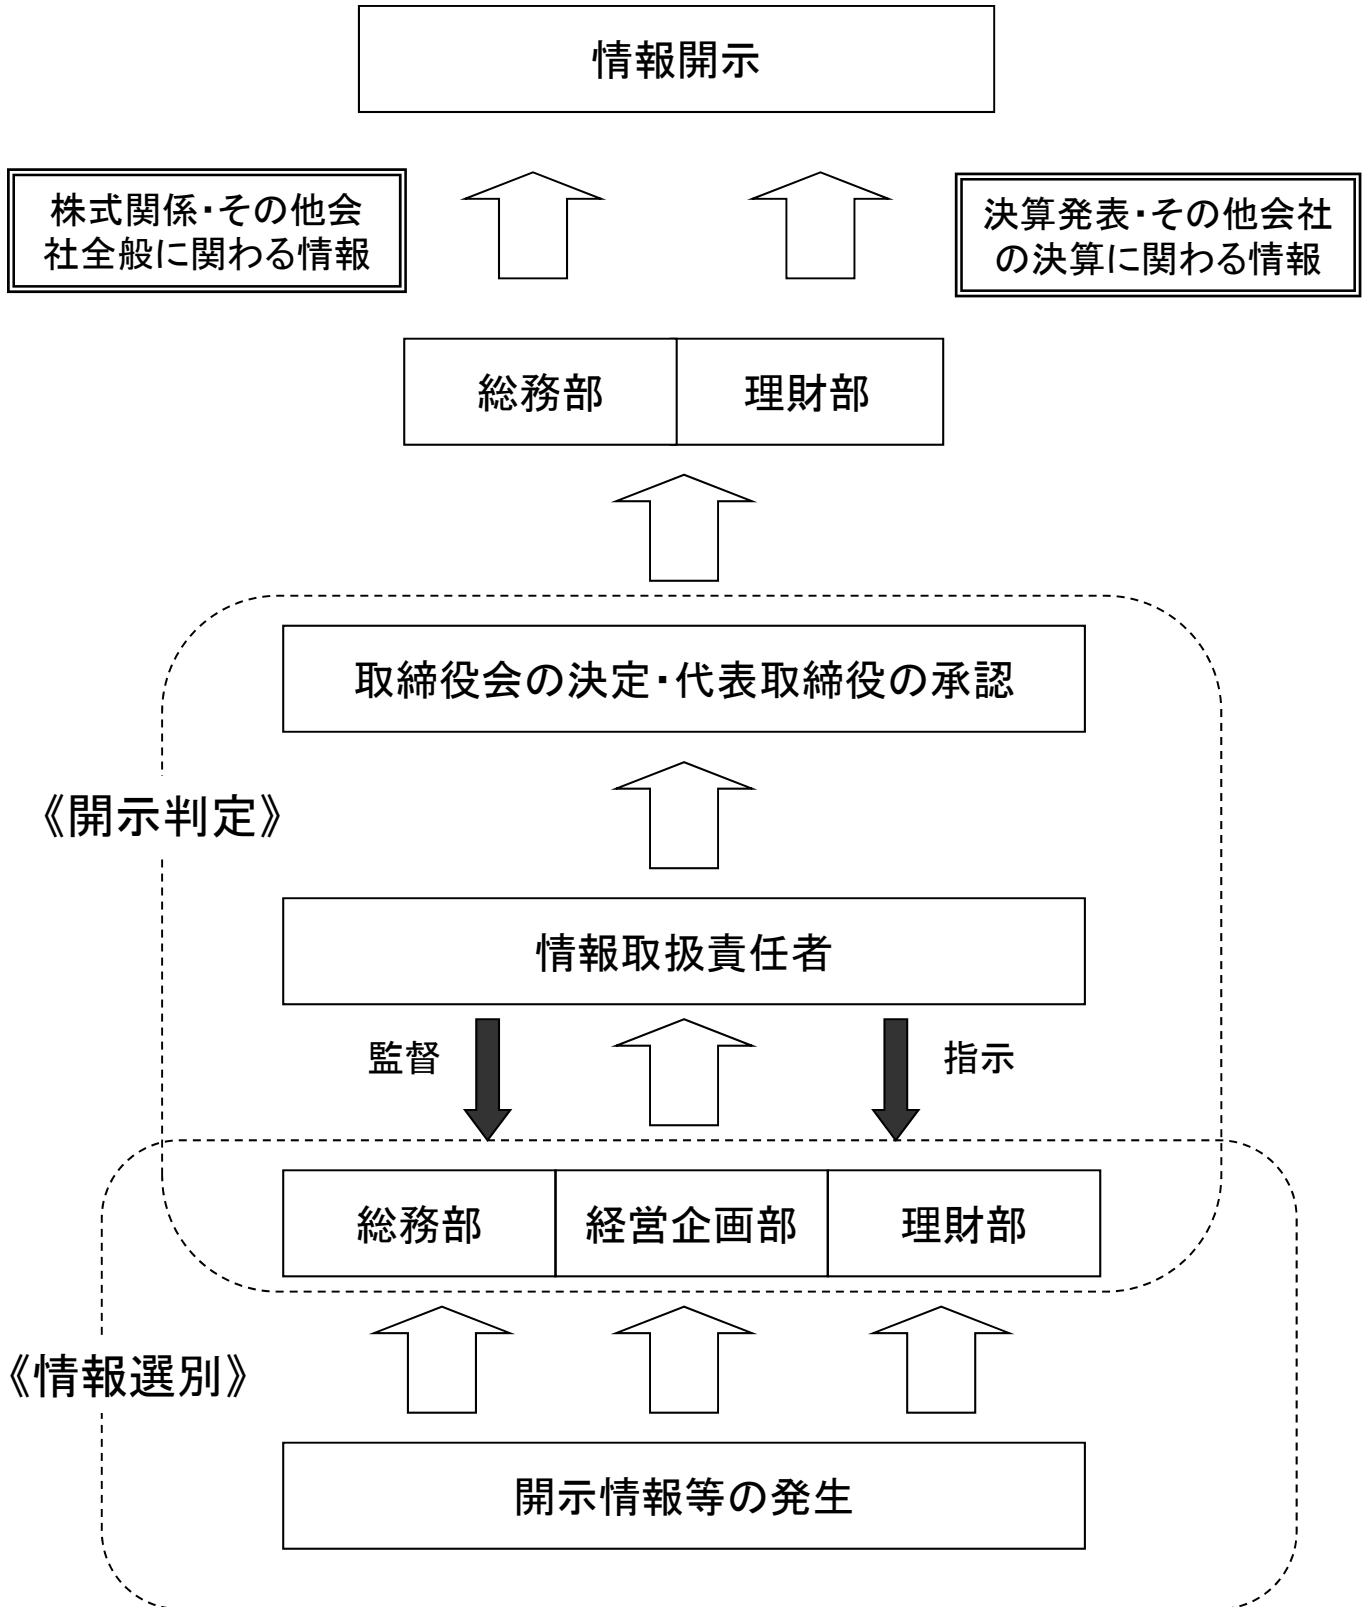 情報開示
株式関係・その他会
社全般に関わる情報
決算発表・その他会社
の決算に関わる情報
総務部
理財部
取締役会の決定・代表取締役の承認
《開示判定》
情報取扱責任者
監督
指示
総務部
経営企画部
理財部
《情報選別》
開示情報等の発生